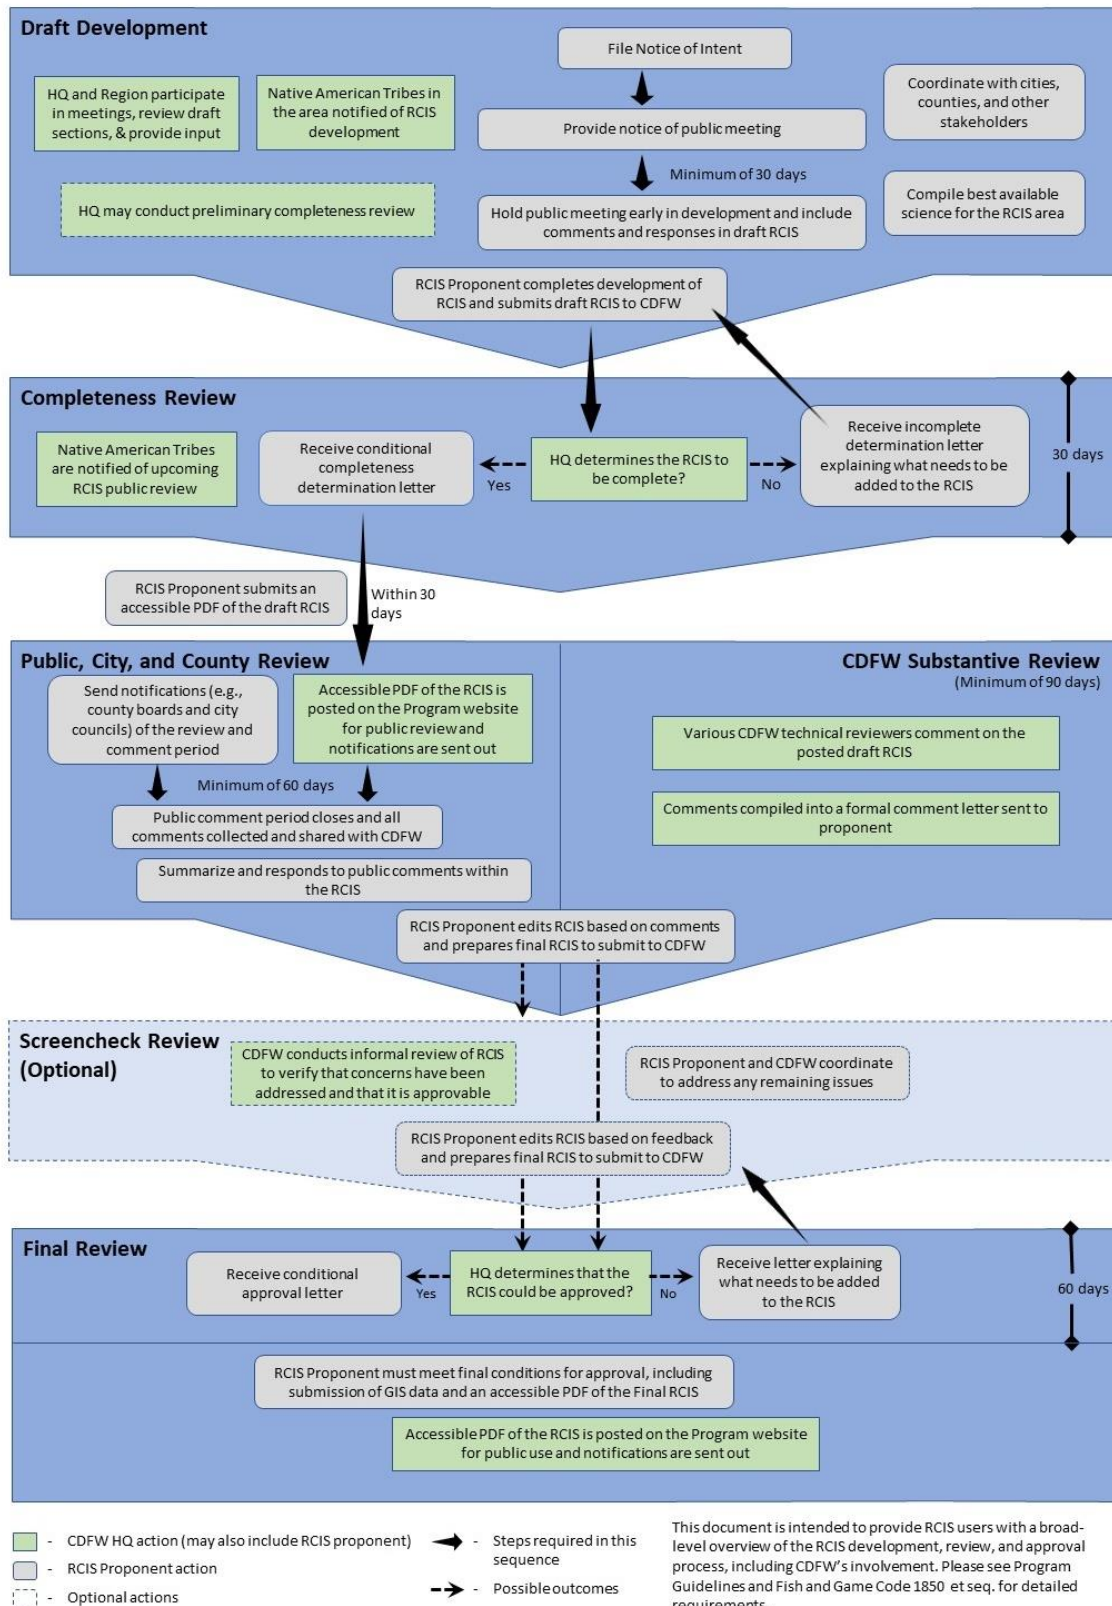 Draft Development
File Notice of Intent
HQ and Region participate
in meetings, review draft
sections, & provide input
Native American Tribes in
the area notified of RCIS
development
Coordinate with cities,
counties, and other
stakeholders
Provide notice of public meeting
Minimum of 30 days
HQ may conduct preliminary completeness review
Hold public meeting early in development and include
comments and responses in draft RCIS
Compile best available
science for the RCIS area
RCIS Proponent completes development of
RCIS and submits draft RCIS to CDFW
Completeness Review
Native American Tribes
are notified of upcoming
RCIS public review
Receive conditional
completeness
determination letter
Yes
HQ determines the RCIS to
be complete?
No
Receive incomplete
determination letter
explaining what needs to be
added to the RCIS
30 days
RCIS Proponent submits an
accessible PDF of the draft RCIS
Within 30
days
Public, City, and County Review
Send notifications (e.g.,
county boards and city
councils) of the review and
comment period
Accessible PDF of the RCIS is
posted on the Program website
for public review and
notifications are sent out
Minimum of 60 days
Public comment period closes and all
comments collected and shared with CDFW
Summarize and responds to public comments within
the RCIS
CDFW Substantive Review
(Minimum of 90 days)
Various CDFW technical reviewers comment on the
posted draft RCIS
Comments compiled into a formal comment letter sent to
proponent
RCIS Proponent edits RCIS based on comments
and prepares final RCIS to submit to CDFW
Screencheck Review
(Optional)
CDFW conducts informal review of RCIS
to verify that concerns have been
addressed and that it is approvable
RCIS Proponent and CDFW coordinate
to address any remaining issues
RCIS Proponent edits RCIS based on feedback
and prepares final RCIS to submit to CDFW
Final Review
Receive conditional
approval letter
Yes
HQ determines that the
RCIS could be approved?
No
Receive letter explaining
what needs to be added
to the RCIS
60 days
RCIS Proponent must meet final conditions for approval, including
submission of GIS data and an accessible PDF of the Final RCIS
Accessible PDF of the RCIS is posted on the Program website
for public use and notifications are sent out
- CDFW HQ action (may also include RCIS proponent)
- RCIS Proponent action
- Optional actions
- Steps required in this
sequence
- Possible outcomes
This document is intended to provide RCIS users with a broad-
level overview of the RCIS development, review, and approval
process, including CDFW's involvement. Please see Program
Guidelines and Fish and Game Code 1850 et seq. for detailed
requirements